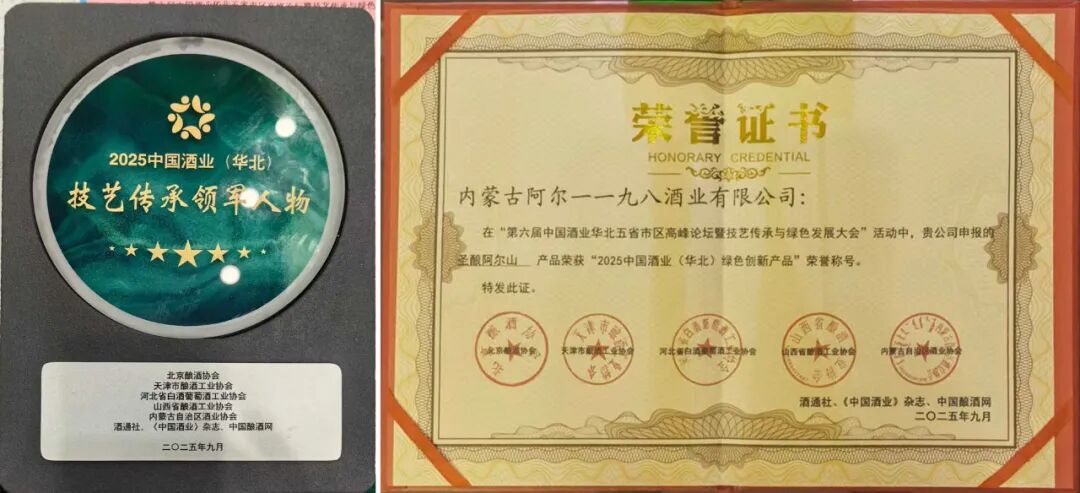 2025中国酒业（华北）
技艺传承领军人物
北京酿酒协会
天津市酿酒工业协会
河北省白酒葡萄酒工业协会
山西省酿酒工业协会
内蒙古自治区酒业协会
酒通社、《中国酒业》杂志、中国酿酒网
二〇二五年九月
荣誉证书
HONORARY CREDENTIAL
内蒙古阿尔一一九八酒业有限公司：
在“第六届中国酒业华北五省市区高峰论坛暨技艺传承与绿色发展大会”活动中，贵公司申报的
圣酿阿尔山 产品荣获“2025中国酒业（华北）绿色创新产品”荣誉称号。
特发此证。
北京酿酒协会 天津市酿酒工业协会 河北省白酒葡萄酒工业协会 山西省酿酒工业协会 内蒙古自治区酒业协会
酒通社、《中国酒业》杂志、中国酿酒网
二〇二五年九月